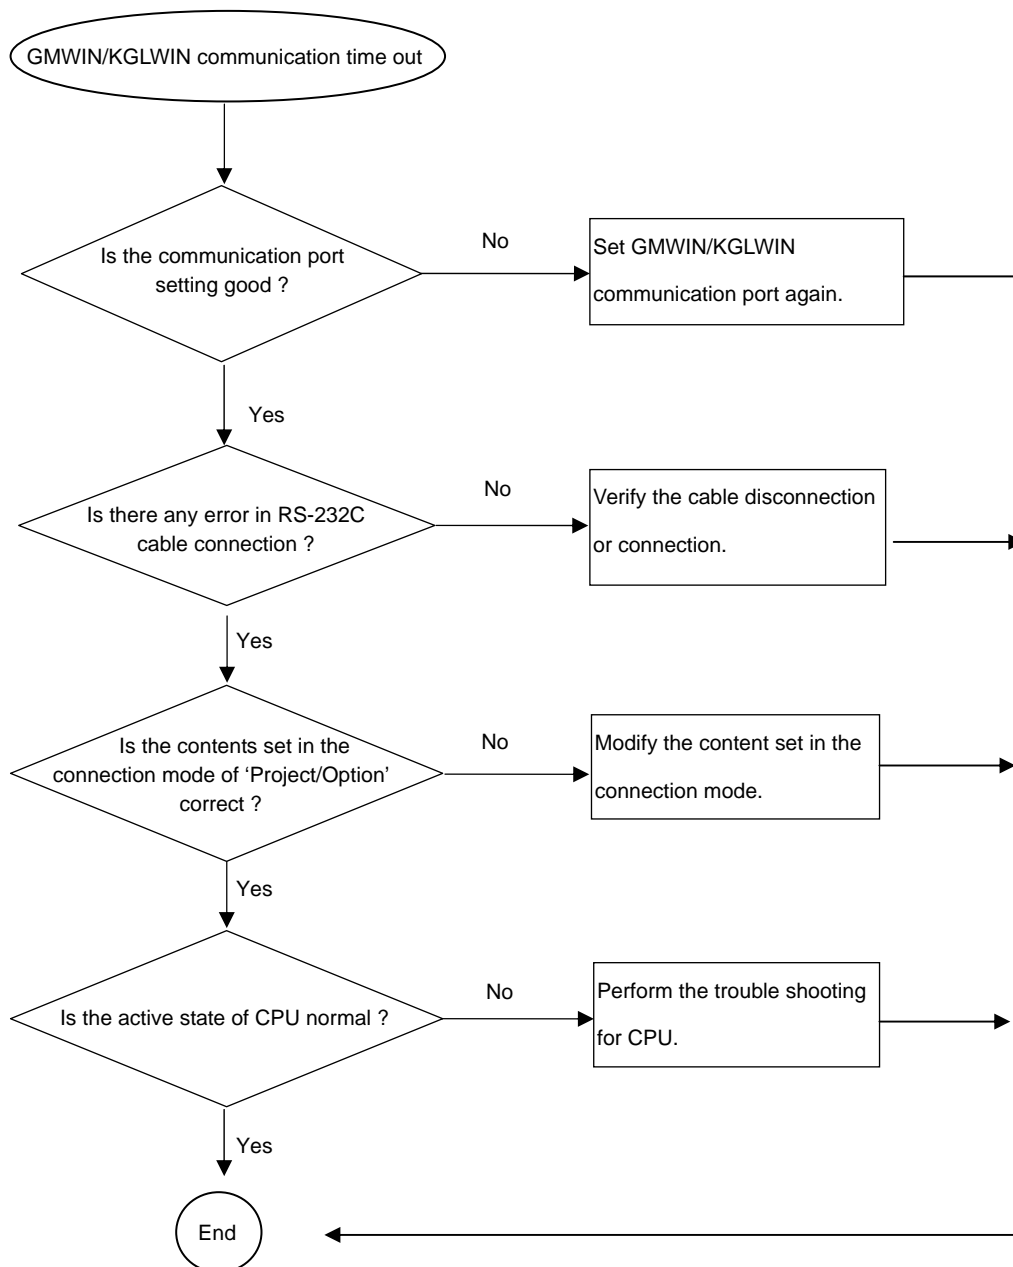 GMWIN/KGLWIN communication time out
Is the communication port
setting good ?
No
Set GMWIN/KGLWIN
communication port again.
Yes
Is there any error in RS-232C
cable connection ?
No
Verify the cable disconnection
or connection.
Yes
Is the contents set in the
connection mode of ‘Project/Option’
correct ?
No
Modify the content set in the
connection mode.
Yes
Is the active state of CPU normal ?
No
Perform the trouble shooting
for CPU.
Yes
End